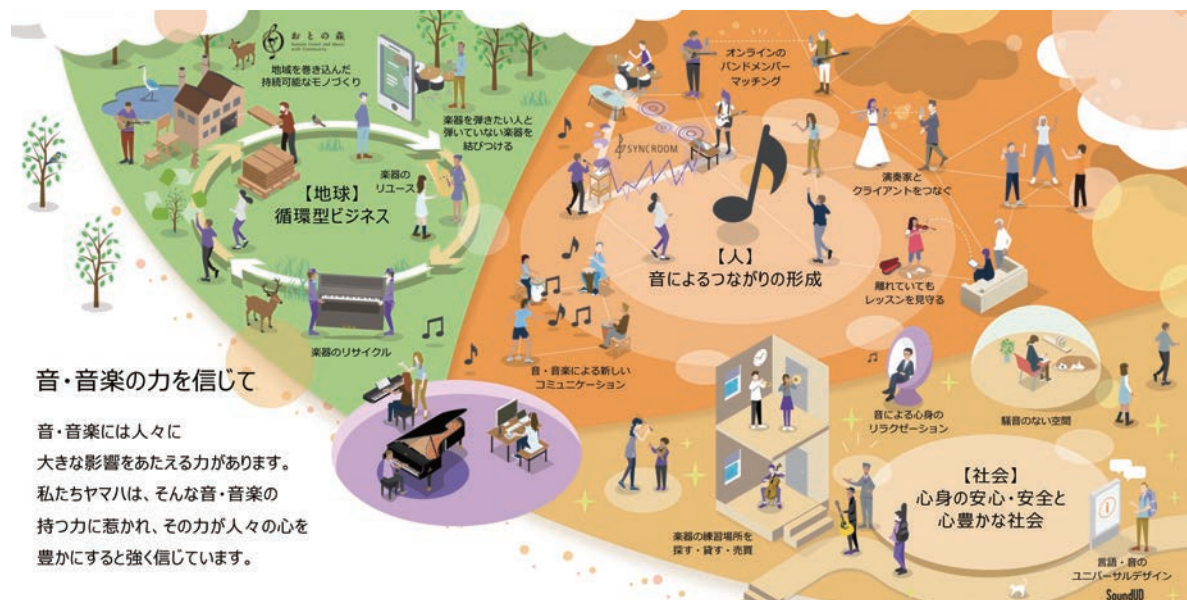 おとの森
地域を巻き込んだ
持続可能なモノづくり
楽器を弾きたい人と
弾いていない楽器を
結びつける
楽器の
リユース
【地球】
循環型ビジネス
楽器のリサイクル
オンラインの
バンドメンバー
マッチング
SYNCROOM
演奏家と
クライアントをつなぐ
【人】
音によるつながりの形成
離れていても
レッスンを見守る
音・音楽による新しい
コミュニケーション
音・音楽の力を信じて
音・音楽には人々に
大きな影響をあたえる力があります。
私たちヤマハは、そんな音・音楽の
持つ力に惹かれ、その力が人々の心を
豊かにすると強く信じています。
音による心身の
リラクゼーション
騒音のない空間
【社会】
心身の安心・安全と
心豊かな社会
楽器の練習場所を
探す・貸す・売買
言語・音の
ユニバーサルデザイン
SoundUD